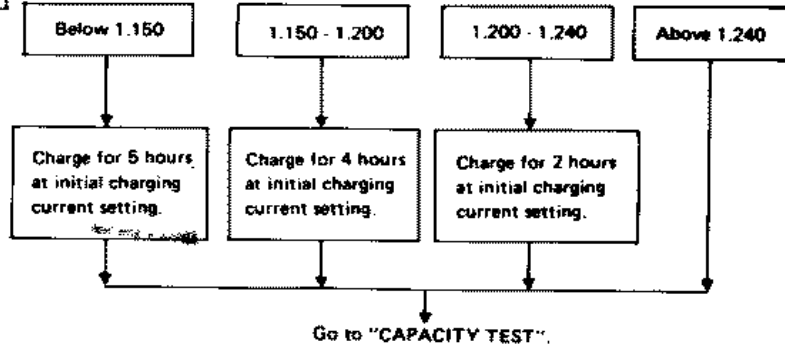 Below 1.150
1.150 - 1.200
1.200 - 1.240
Above 1.240
Charge for 5 hours
at initial charging
current setting.
Charge for 4 hours
at initial charging
current setting.
Charge for 2 hours
at initial charging
current setting.
Go to "CAPACITY TEST".